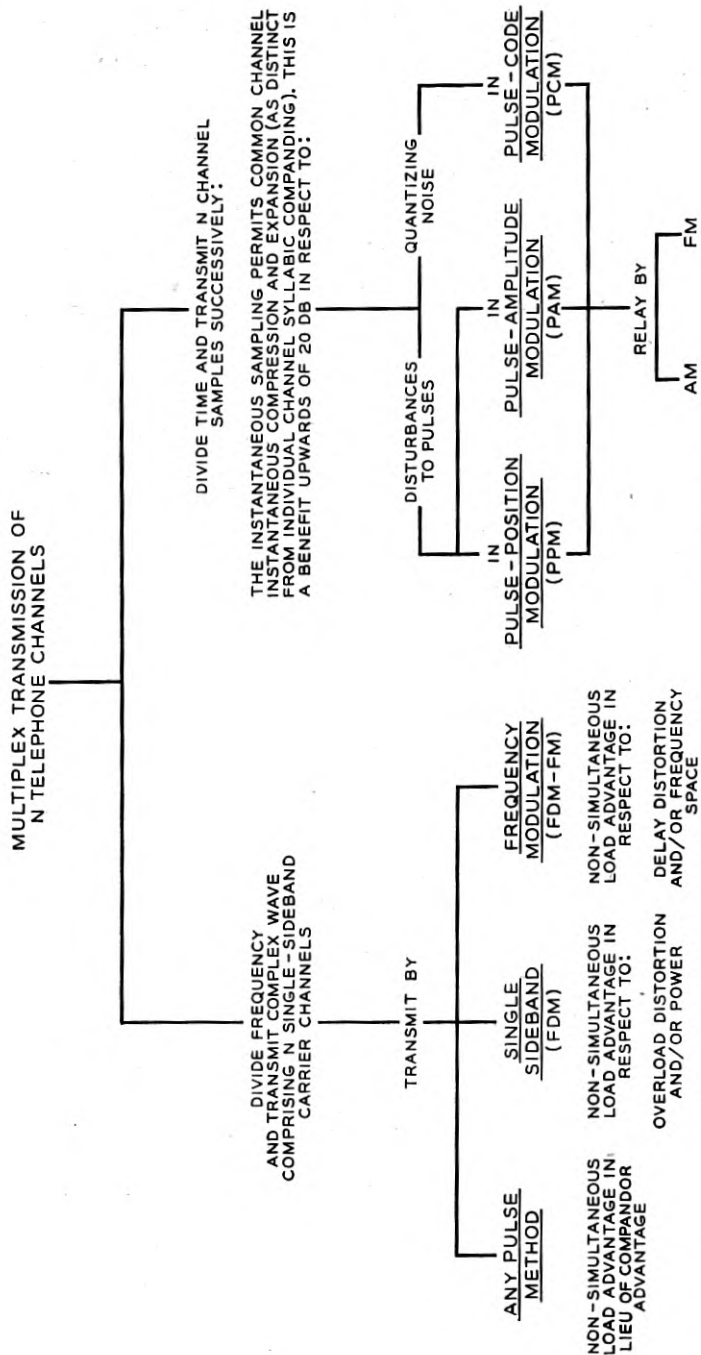 MULTIPLEX TRANSMISSION OF
N TELEPHONE CHANNELS
DIVIDE FREQUENCY
AND TRANSMIT COMPLEX WAVE
COMPRISING N SINGLE-SIDEBAND
CARRIER CHANNELS
TRANSMIT BY
ANY PULSE
METHOD
NON-SIMULTANEOUS
LOAD ADVANTAGE IN
LIEU OF COMPANDOR
ADVANTAGE
SINGLE
SIDEBAND
(FDM)
NON-SIMULTANEOUS
LOAD ADVANTAGE IN
RESPECT TO:
OVERLOAD DISTORTION
AND/OR POWER
FREQUENCY
MODULATION
(FDM-FM)
NON-SIMULTANEOUS
LOAD ADVANTAGE IN
RESPECT TO:
DELAY DISTORTION
AND/OR FREQUENCY
SPACE
DIVIDE TIME AND TRANSMIT N CHANNEL
SAMPLES SUCCESSIVELY:
THE INSTANTANEOUS SAMPLING PERMITS COMMON CHANNEL
INSTANTANEOUS COMPRESSION AND EXPANSION (AS DISTINCT
FROM INDIVIDUAL CHANNEL SYLLABIC COMPANDING). THIS IS
A BENEFIT UPWARDS OF 20 DB IN RESPECT TO:
DISTURBANCES
TO PULSES
QUANTIZING
NOISE
IN
PULSE-POSITION
MODULATION
(PPM)
IN
PULSE-AMPLITUDE
MODULATION
(PAM)
IN
PULSE-CODE
MODULATION
(PCM)
RELAY BY
AM
FM